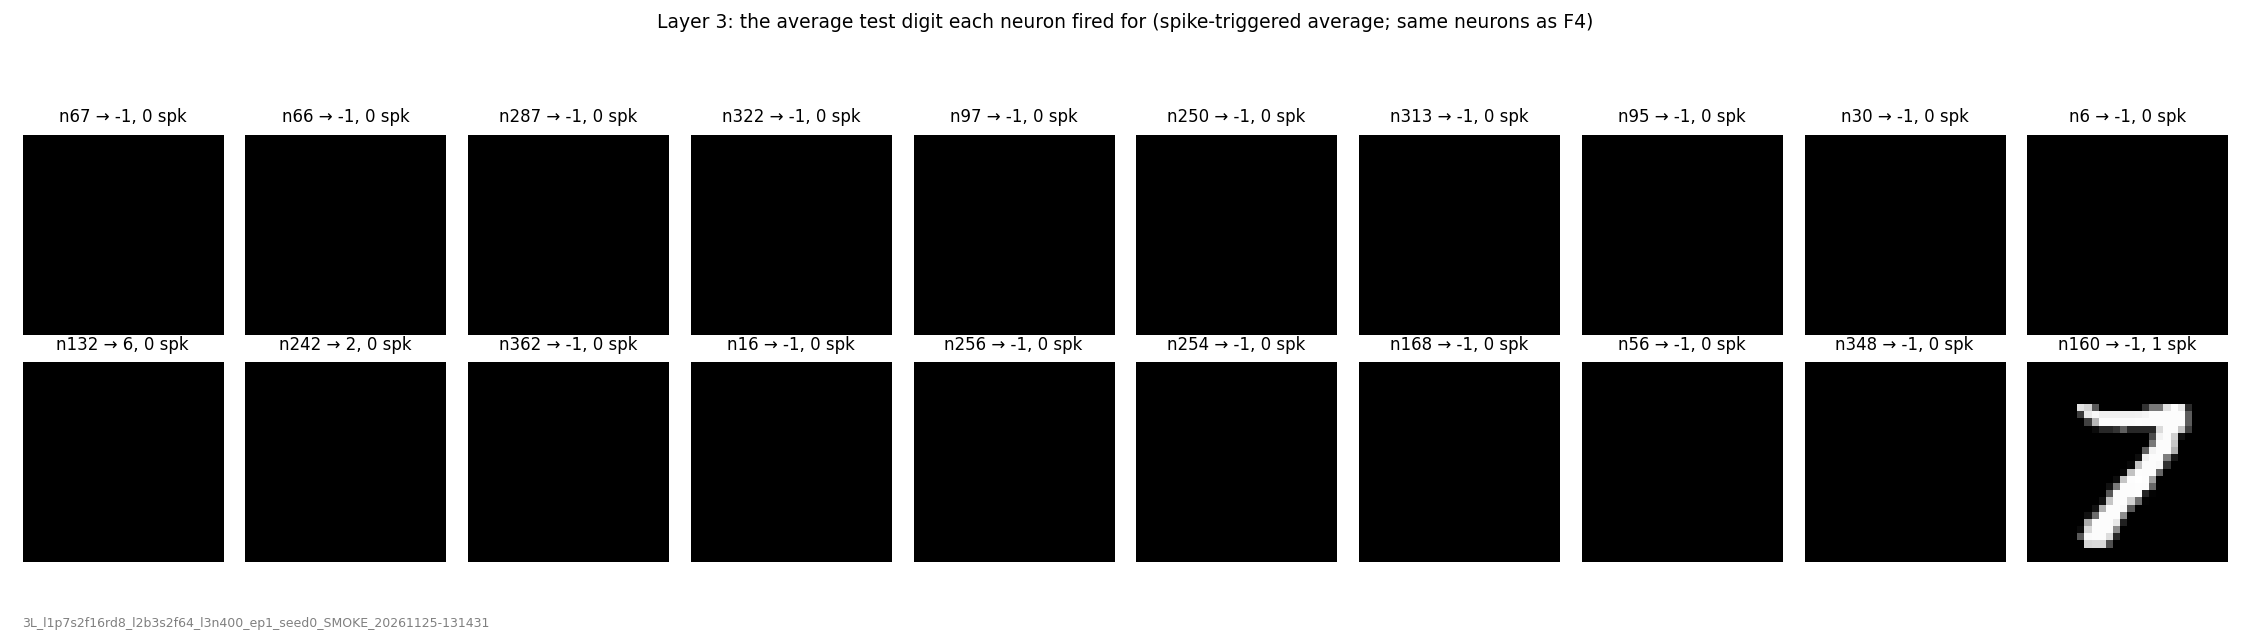 Layer 3: the average test digit each neuron fired for (spike-triggered average; same neurons as F4)
n67 → -1, 0 spk
n66 → -1, 0 spk
n287 → -1, 0 spk
n322 → -1, 0 spk
n97 → -1, 0 spk
n250 → -1, 0 spk
n313 → -1, 0 spk
n95 → -1, 0 spk
n30 → -1, 0 spk
n6 → -1, 0 spk
n132 → 6, 0 spk
n242 → 2, 0 spk
n362 → -1, 0 spk
n16 → -1, 0 spk
n256 → -1, 0 spk
n254 → -1, 0 spk
n168 → -1, 0 spk
n56 → -1, 0 spk
n348 → -1, 0 spk
n160 → -1, 1 spk
7
3L_l1p7s2f16rd8_l2b3s2f64_l3n400_ep1_seed0_SMOKE_20261125-131431